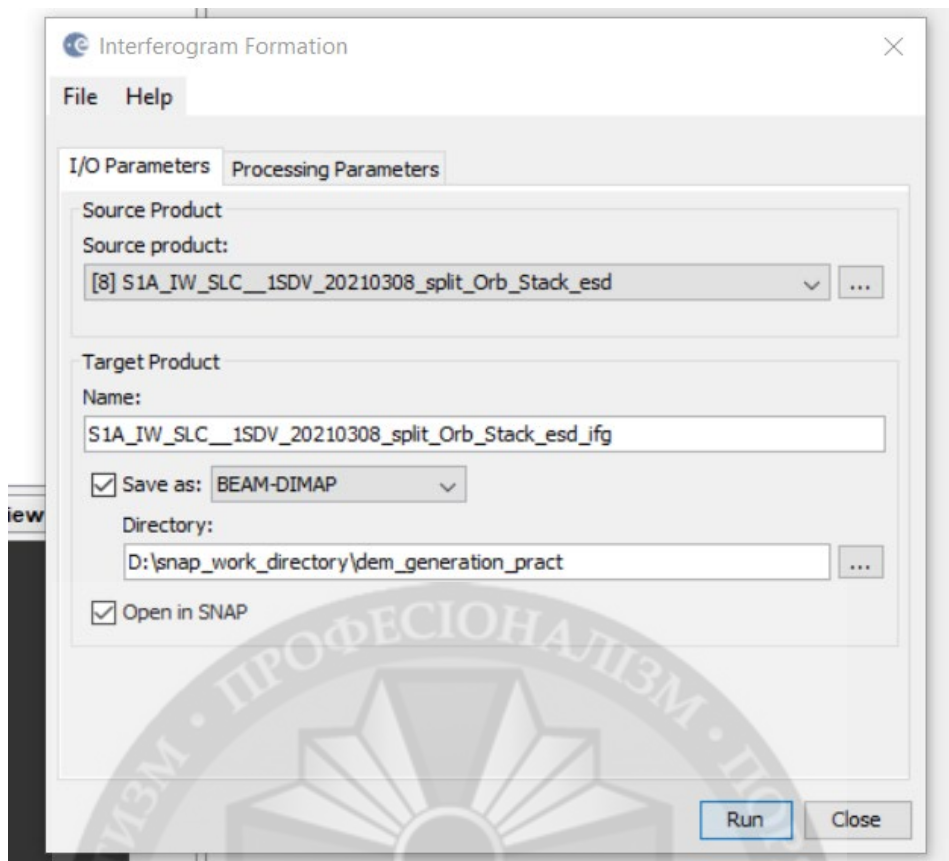 Interferogram Formation
File Help
I/O Parameters Processing Parameters
Source Product
Source product:
[8] S1A_IW_SLC__1SDV_20210308_split_Orb_Stack_esd
...
Target Product
Name:
S1A_IW_SLC__1SDV_20210308_split_Orb_Stack_esd_ifg
Save as: BEAM-DIMAP
iew
Directory:
D:\snap_work_directory\dem_generation_pract
...
Open in SNAP
ПРОФЕСІОНАЛІЗМ
Run Close